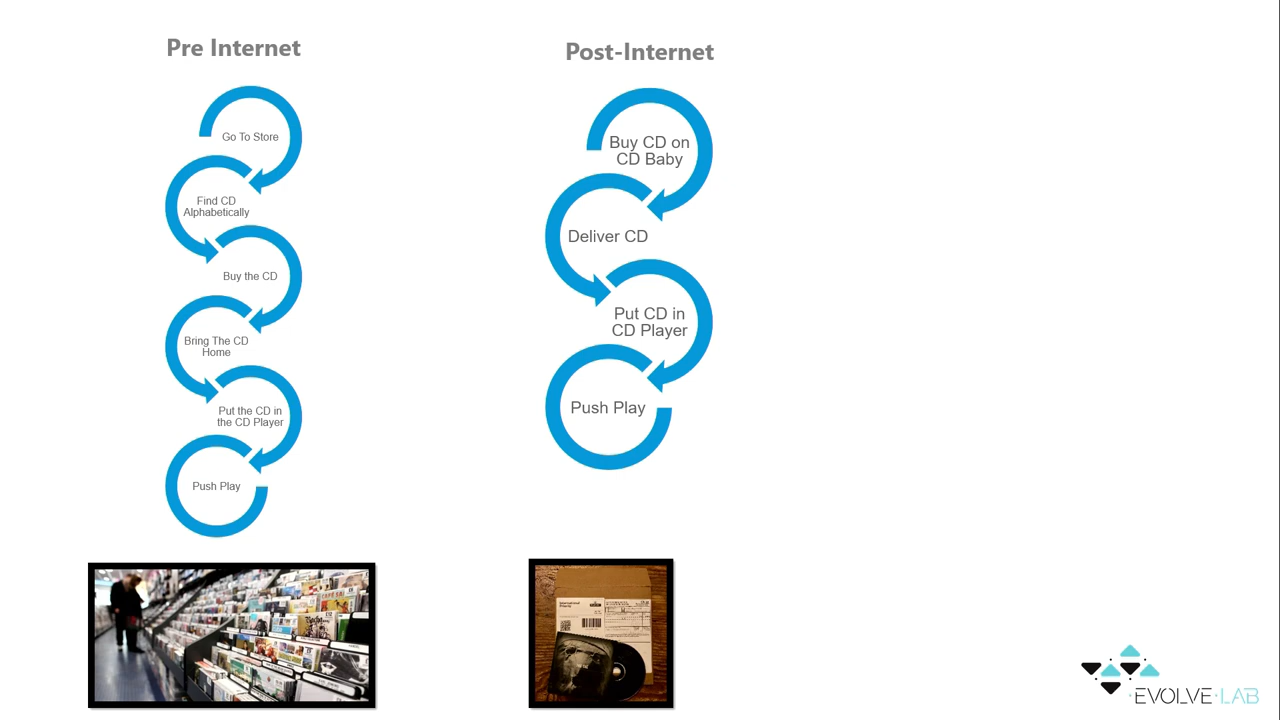 Pre Internet
Go To Store
Find CD
Alphabetically
Buy the CD
Bring The CD
Home
Put the CD in
the CD Player
Push Play
Post-Internet
Buy CD on
CD Baby
Deliver CD
Put CD in
CD Player
Push Play
EVOLVE LAB